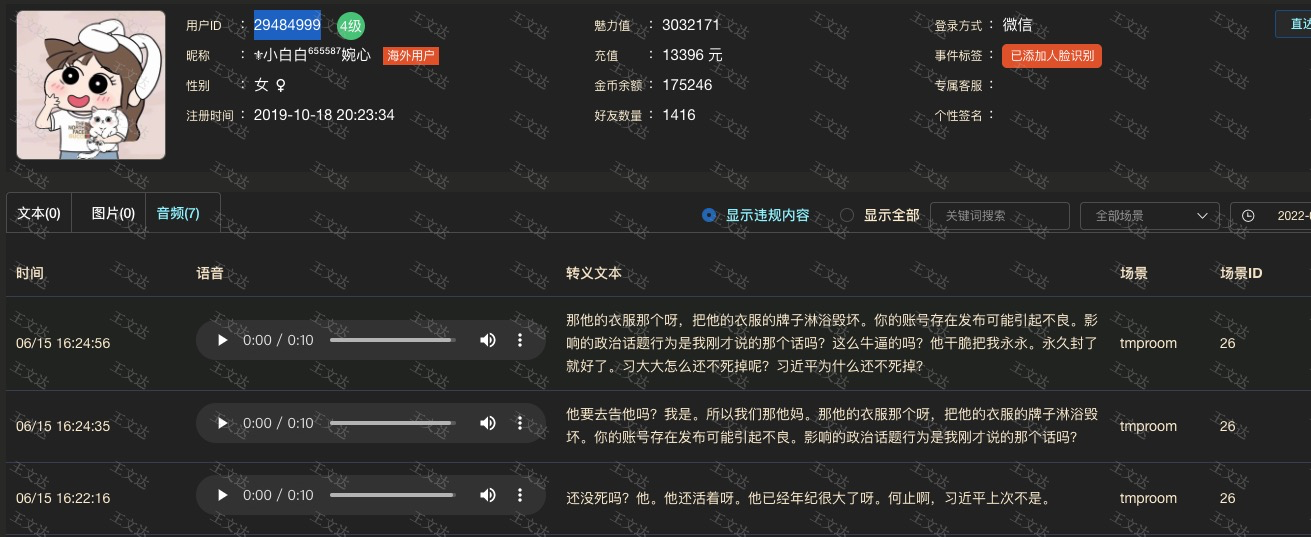 用户ID : 29484999 4级
魅力值 : 3032171
登录方式 : 微信
直达
昵称 : ⚜小白白⁶⁵⁵⁵⁸⁷婉心 海外用户
充值 : 13396 元
事件标签 : 已添加人脸识别
性别 : 女 ♀
金币余额 : 175246
专属客服 :
注册时间 : 2019-10-18 20:23:34
好友数量 : 1416
个性签名 :
文本(0) 图片(0) 音频(7)
显示违规内容 显示全部 关键词搜索 全部场景 2022-
时间 语音 转义文本 场景 场景ID
那他的衣服那个呀，把他的衣服的牌子淋浴毁坏。你的账号存在发布可能引起不良。影
06/15 16:24:56 0:00 / 0:10 响的政治话题行为是我刚才说的那个话吗？这么牛逼的吗？他干脆把我永永。永久封了 tmproom 26
就好了。习大大怎么还不死掉呢？习近平为什么还不死掉？
他要去告他吗？我是。所以我们那他妈。那他的衣服那个呀，把他的衣服的牌子淋浴毁
06/15 16:24:35 0:00 / 0:10 坏。你的账号存在发布可能引起不良。影响的政治话题行为是我刚才说的那个话吗？ tmproom 26
06/15 16:22:16 0:00 / 0:10 还没死吗？他。他还活着呀。他已经年纪很大了呀。何止啊，习近平上次不是。 tmproom 26
王文达